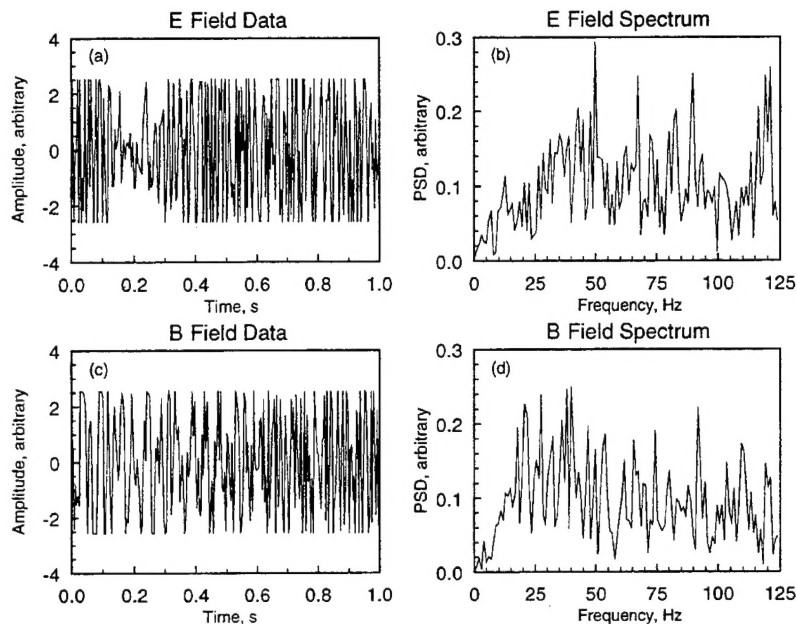 E Field Data
(a)
Amplitude, arbitrary
4
2
0
-2
-4
0.0 0.2 0.4 0.6 0.8 1.0
Time, s
E Field Spectrum
(b)
PSD, arbitrary
0.3
0.2
0.1
0.0
0 25 50 75 100 125
Frequency, Hz
B Field Data
(c)
Amplitude, arbitrary
4
2
0
-2
-4
0.0 0.2 0.4 0.6 0.8 1.0
Time, s
B Field Spectrum
(d)
PSD, arbitrary
0.3
0.2
0.1
0.0
0 25 50 75 100 125
Frequency, Hz